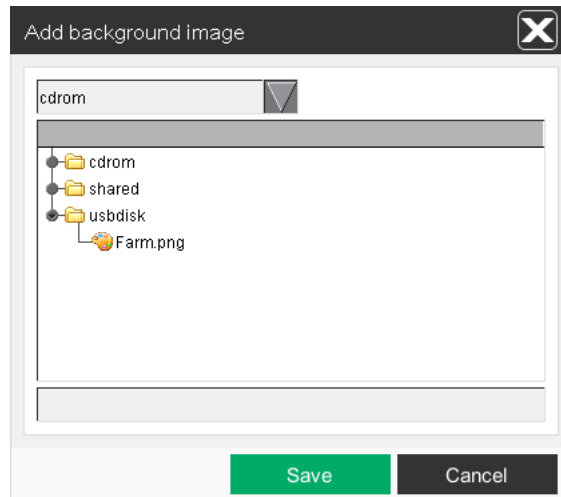 Add background image
cdrom
cdrom
shared
usbdisk
Farm.png
Save Cancel